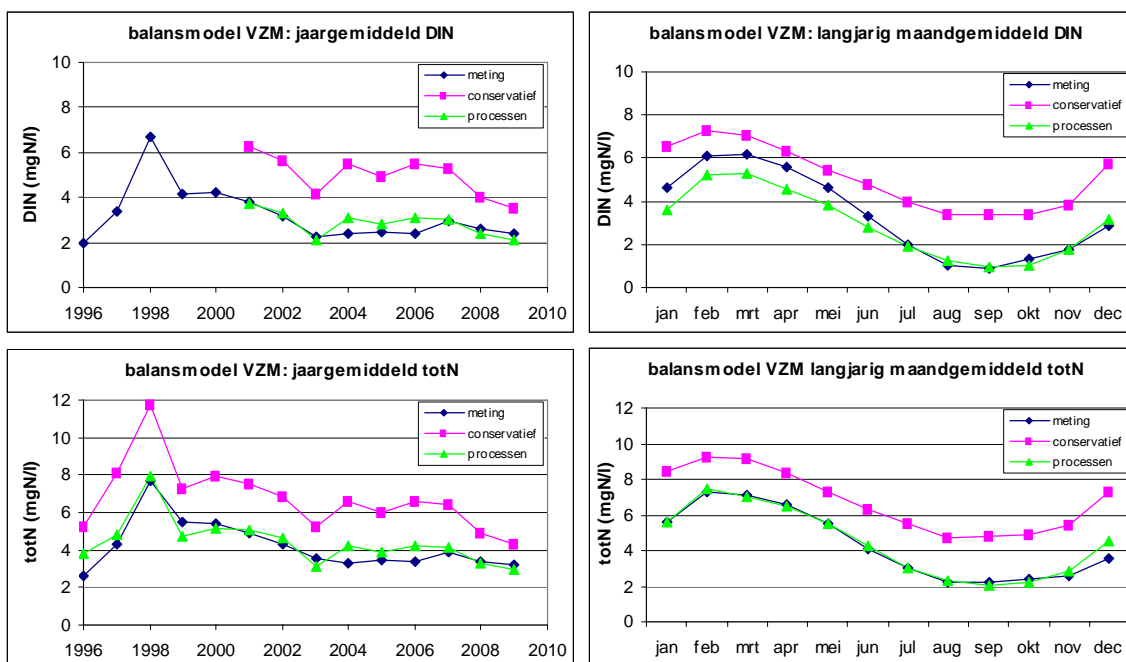 balansmodel VZM: jaargemiddeld DIN
DIN (mgN/l)
10
8
6
4
2
0
1996 1998 2000 2002 2004 2006 2008 2010
meting
conservatief
processen
balansmodel VZM: langjarig maandgemiddeld DIN
DIN (mgN/l)
10
8
6
4
2
0
jan feb mrt apr mei jun jul aug sep okt nov dec
meting
conservatief
processen
balansmodel VZM: jaargemiddeld totN
totN (mgN/l)
12
10
8
6
4
2
0
1996 1998 2000 2002 2004 2006 2008 2010
meting
conservatief
processen
balansmodel VZM langjarig maandgemiddeld totN
totN (mgN/l)
12
10
8
6
4
2
0
jan feb mrt apr mei jun jul aug sep okt nov dec
meting
conservatief
processen